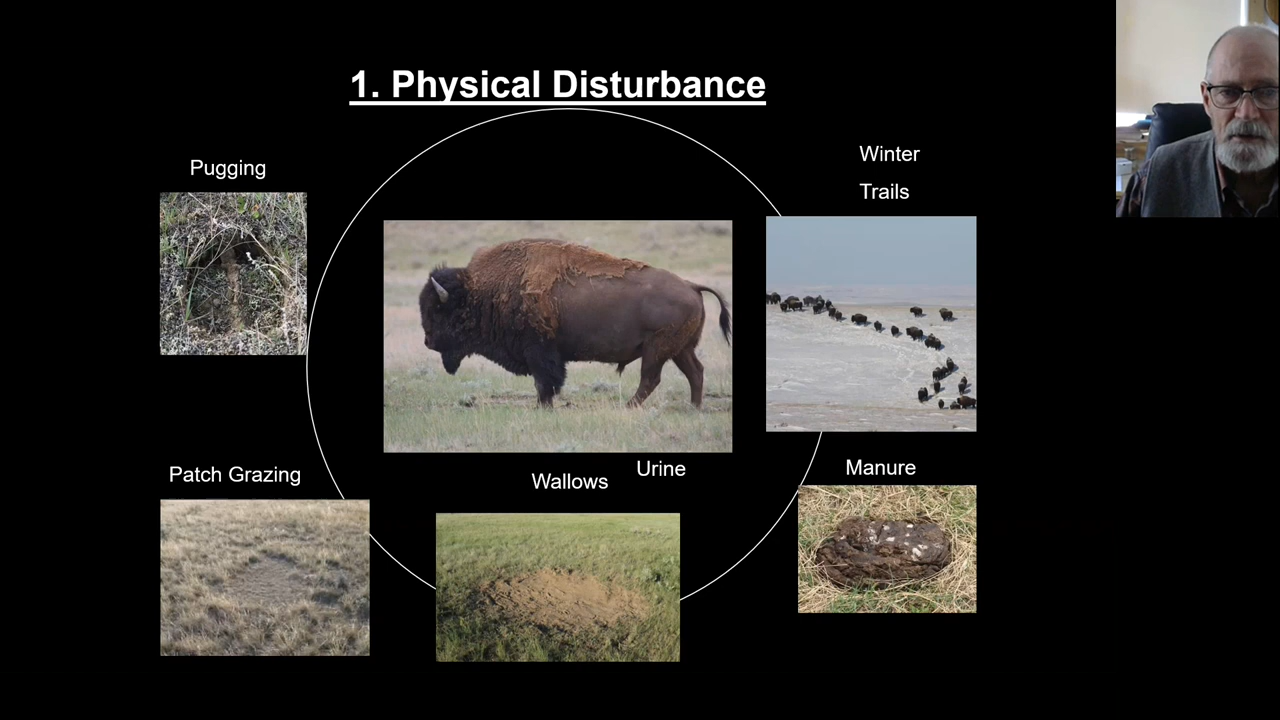 1. Physical Disturbance
Pugging
Winter
Trails
Patch Grazing
Wallows
Urine
Manure